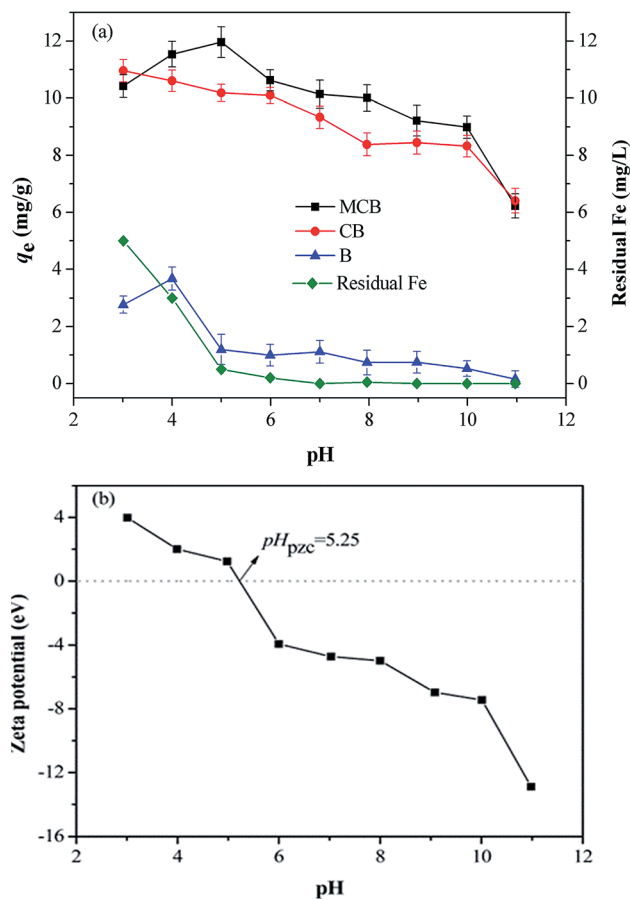 (a)
12
10
8
6
4
2
0
qe (mg/g)
MCB
CB
B
Residual Fe
12
10
8
6
4
2
0
Residual Fe (mg/L)
2 4 6 8 10 12
pH
(b)
4
0
-4
-8
-12
-16
Zeta potential (eV)
pHpzc=5.25
2 4 6 8 10 12
pH